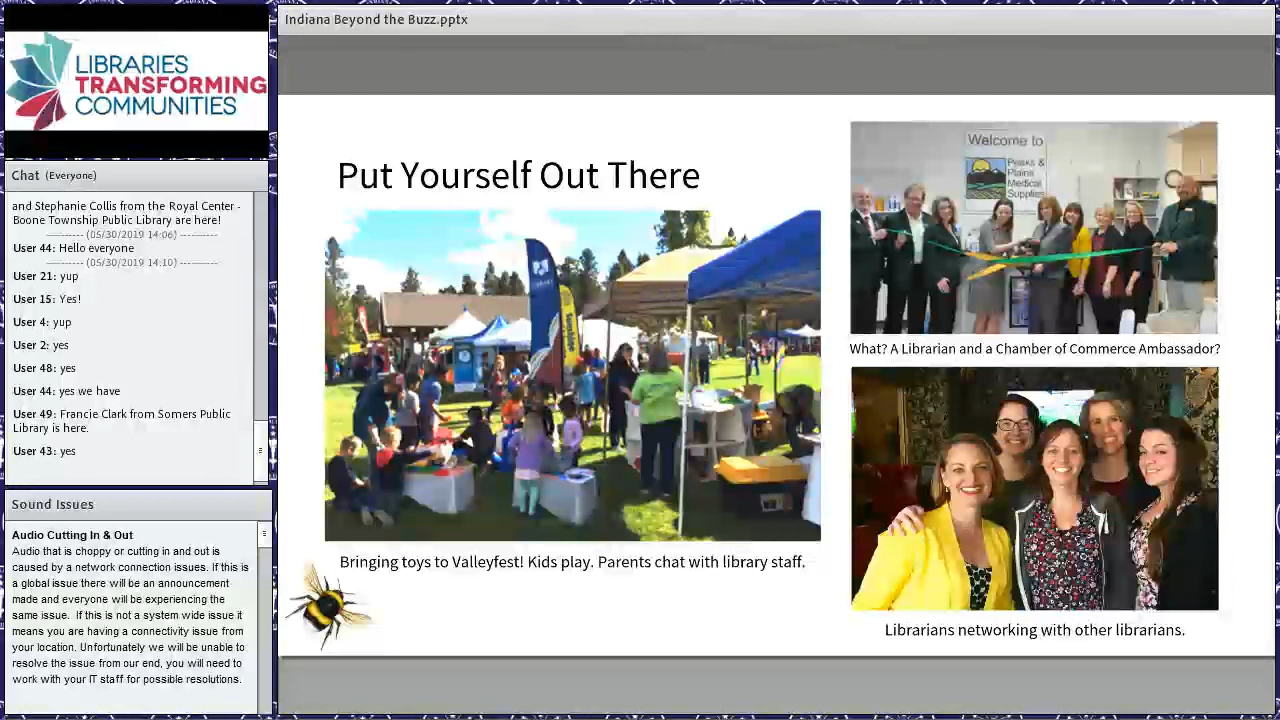 Indiana Beyond the Buzz.pptx
LIBRARIES
TRANSFORMING
COMMUNITIES
Chat (Everyone)
and Stephanie Collis from the Royal Center -
Boone Township Public Library are here!
---------- (05/30/2019 14:06) ----------
User 44: Hello everyone
---------- (05/30/2019 14:10) ----------
User 21: yup
User 15: Yes!
User 4: yup
User 2: yes
User 48: yes
User 44: yes we have
User 49: Francie Clark from Somers Public
Library is here.
User 43: yes
Sound Issues
Audio Cutting In & Out
Audio that is choppy or cutting in and out is
caused by a network connection issues. If this is
a global issue there will be an announcement
made and everyone will be experiencing the
same issue.  If this is not a system wide issue it
means you are having a connectivity issue from
your location. Unfortunately we will be unable to
resolve the issue from our end, you will need to
work with your IT staff for possible resolutions.
Put Yourself Out There
Bringing toys to Valleyfest! Kids play. Parents chat with library staff.
Welcome to
Peaks &
Plains
Medical
Supplies
What? A Librarian and a Chamber of Commerce Ambassador?
Librarians networking with other librarians.